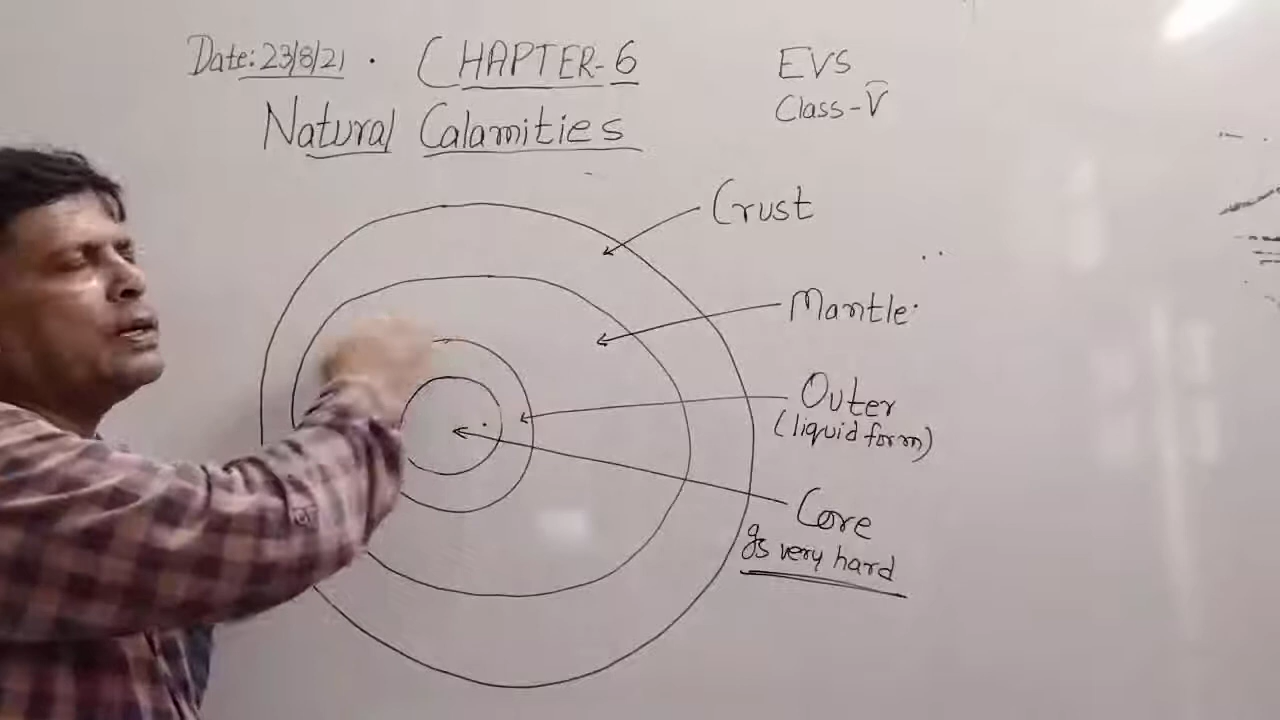 Date: 23/8/21 . CHAPTER-6
Natural Calamities
EVS
Class-V
Crust
Mantle
Outer
(liquid form)
Core
Is very hard